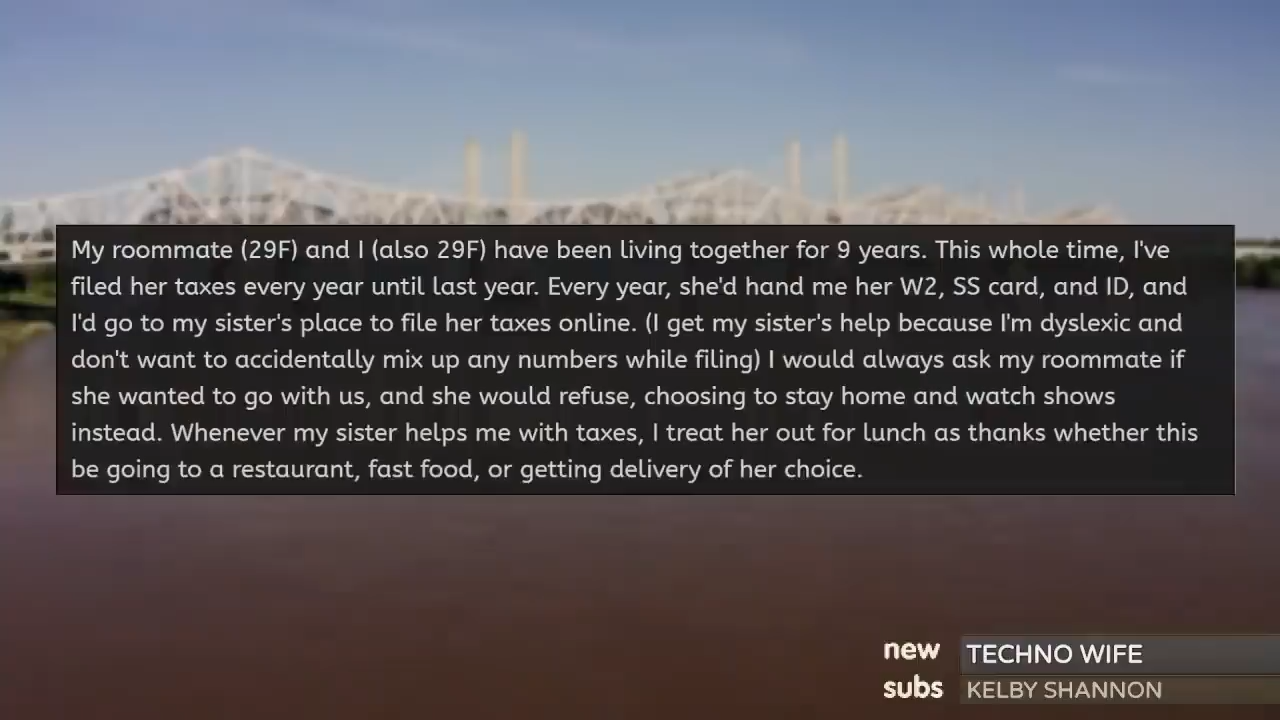 My roommate (29F) and I (also 29F) have been living together for 9 years. This whole time, I've
filed her taxes every year until last year. Every year, she'd hand me her W2, SS card, and ID, and
I'd go to my sister's place to file her taxes online. (I get my sister's help because I'm dyslexic and
don't want to accidentally mix up any numbers while filing) I would always ask my roommate if
she wanted to go with us, and she would refuse, choosing to stay home and watch shows
instead. Whenever my sister helps me with taxes, I treat her out for lunch as thanks whether this
be going to a restaurant, fast food, or getting delivery of her choice.
new TECHNO WIFE
subs KELBY SHANNON